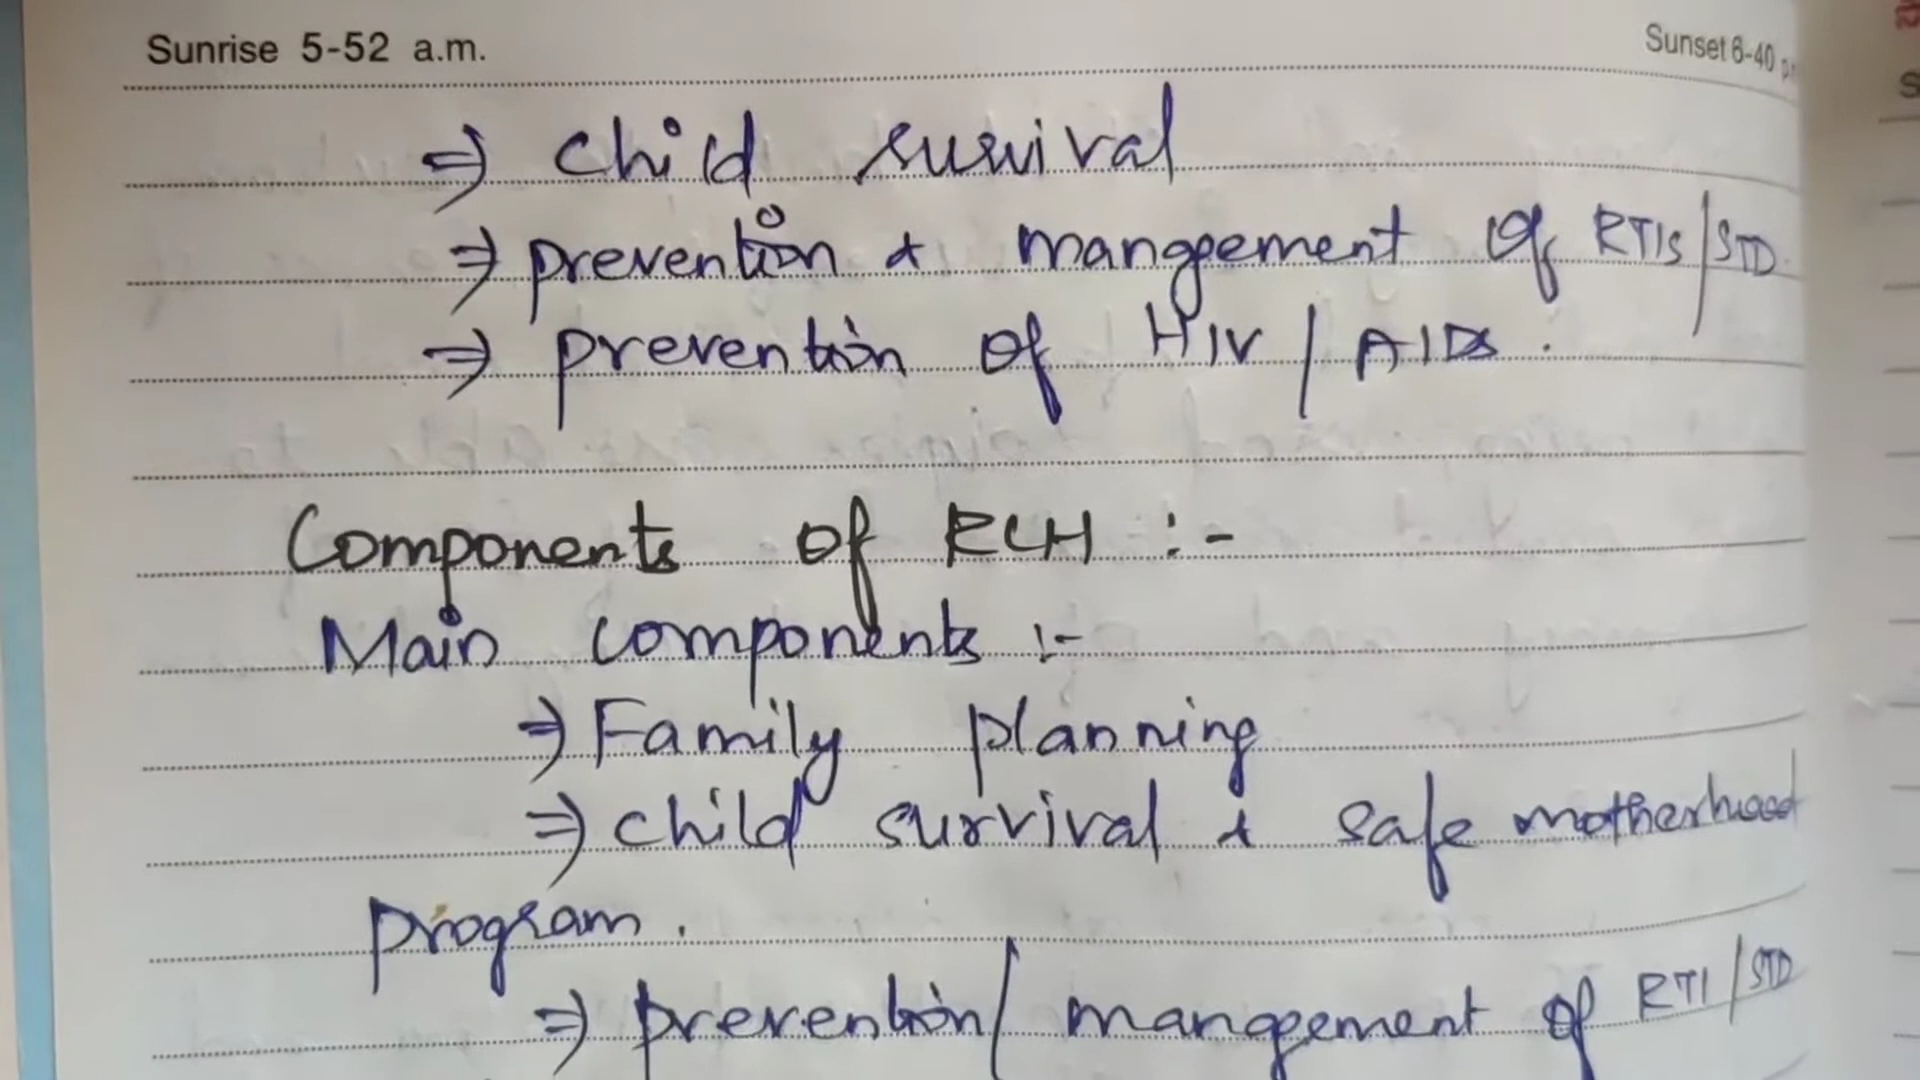 Sunrise 5-52 a.m. Sunset 6-40
⇒ child survival
⇒ prevention & mangement of RTIs/STD
⇒ prevention of HIV / AIDS.
Components of RCH :-
Main components :-
⇒ Family planning
⇒ child survival & safe motherhood
program.
⇒ prevention/ mangement of RTI/STD